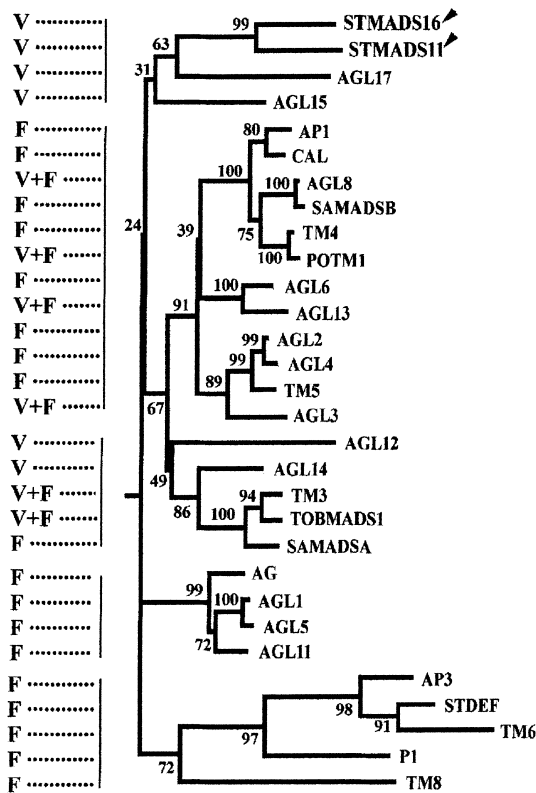 V ............ 99 STMADS16
V ............ 63 STMADS11
V ............ 31 AGL17
V ............ AGL15
F ............ 80 AP1
F ............ CAL
V+F ....... 100 100 AGL8
F ............ SAMADSB
F ............ 24 39 75 TM4
V+F ....... 100 POTM1
F ............ 100 AGL6
V+F ....... 91 AGL13
F ............ 99 AGL2
F ............ 99 AGL4
F ............ 89 TM5
V+F ....... 67 AGL3
V ............ AGL12
V ............ 49 AGL14
V+F ....... 94 TM3
V+F ....... 86 100 TOBMADS1
F ............ SAMADSA
F ............ 99 AG
F ............ 100 AGL1
F ............ AGL5
F ............ 72 AGL11
F ............ AP3
F ............ 98 STDEF
F ............ 97 91 TM6
F ............ P1
F ............ 72 TM8